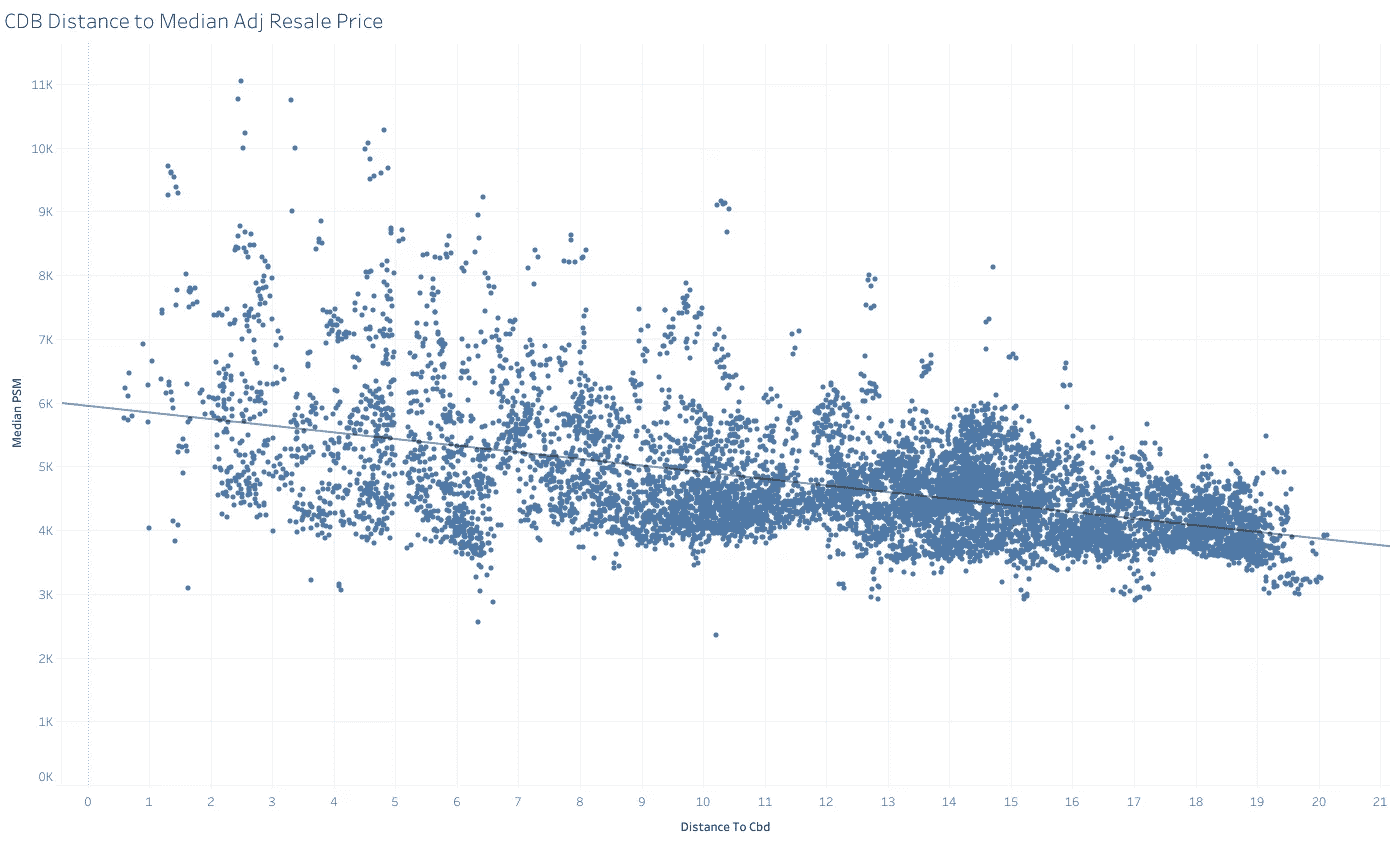 CDB Distance to Median Adj Resale Price
11K
10K
9K
8K
7K
6K
5K
4K
3K
2K
1K
0K
Median PSM
0 1 2 3 4 5 6 7 8 9 10 11 12 13 14 15 16 17 18 19 20 21
Distance To Cbd